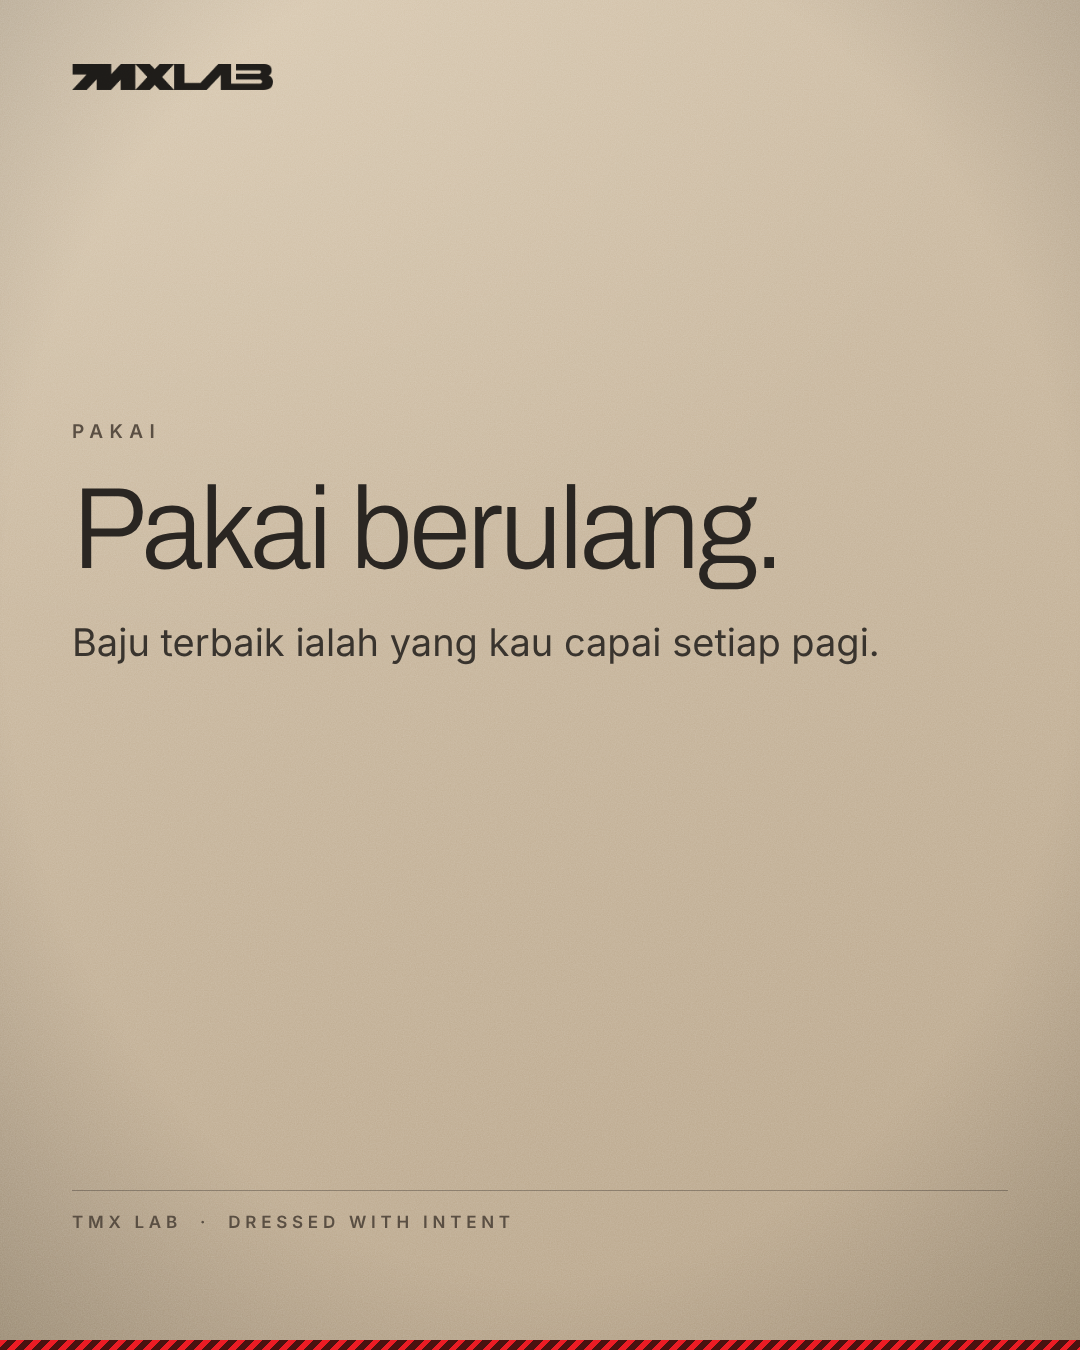 TMXLAB
PAKAI
Pakai berulang.
Baju terbaik ialah yang kau capai setiap pagi.
TMX LAB · DRESSED WITH INTENT